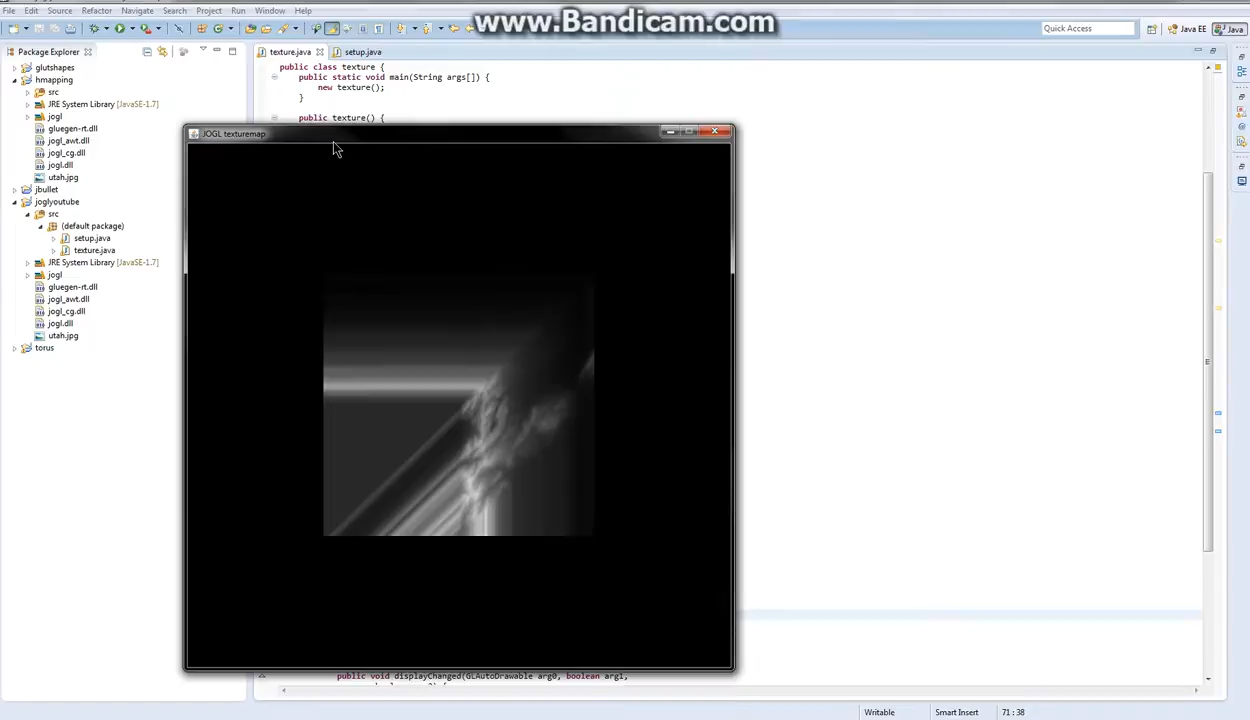 www.Bandicam.com
File Edit Source Refactor Navigate Search Project Run Window Help
Quick Access
Java EE
Java
Package Explorer
texture.java
setup.java
glutshapes
hmapping
src
JRE System Library [JavaSE-1.7]
jogl
gluegen-rt.dll
jogl_awt.dll
jogl_cg.dll
jogl.dll
utah.jpg
jbullet
joglyoutube
src
(default package)
setup.java
texture.java
JRE System Library [JavaSE-1.7]
jogl
gluegen-rt.dll
jogl_awt.dll
jogl_cg.dll
jogl.dll
utah.jpg
torus
public class texture {
public static void main(String args[]) {
new texture();
}
public texture() {
JOGL texturemap
public void displayChanged(GLAutoDrawable arg0, boolean arg1,
Writable
Smart Insert
71 : 38